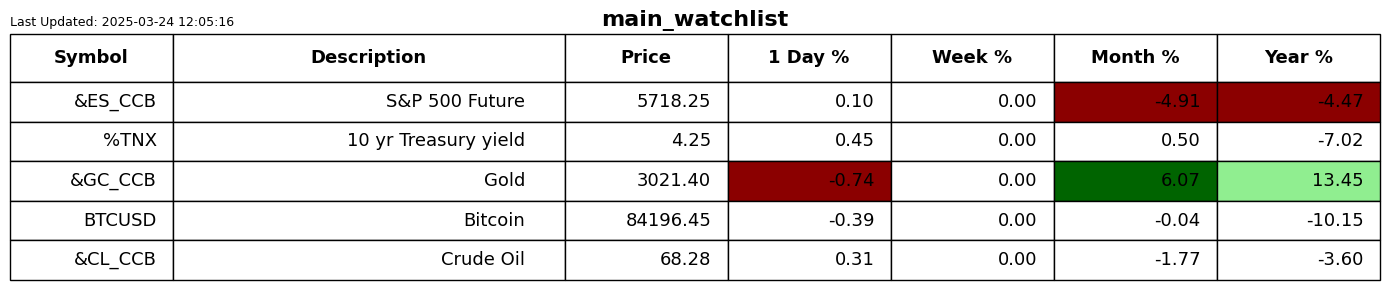 Last Updated: 2025-03-24 12:05:16
main_watchlist
Symbol Description Price 1 Day % Week % Month % Year %
&ES_CCB S&P 500 Future 5718.25 0.10 0.00 -4.91 -4.47
%TNX 10 yr Treasury yield 4.25 0.45 0.00 0.50 -7.02
&GC_CCB Gold 3021.40 -0.74 0.00 6.07 13.45
BTCUSD Bitcoin 84196.45 -0.39 0.00 -0.04 -10.15
&CL_CCB Crude Oil 68.28 0.31 0.00 -1.77 -3.60